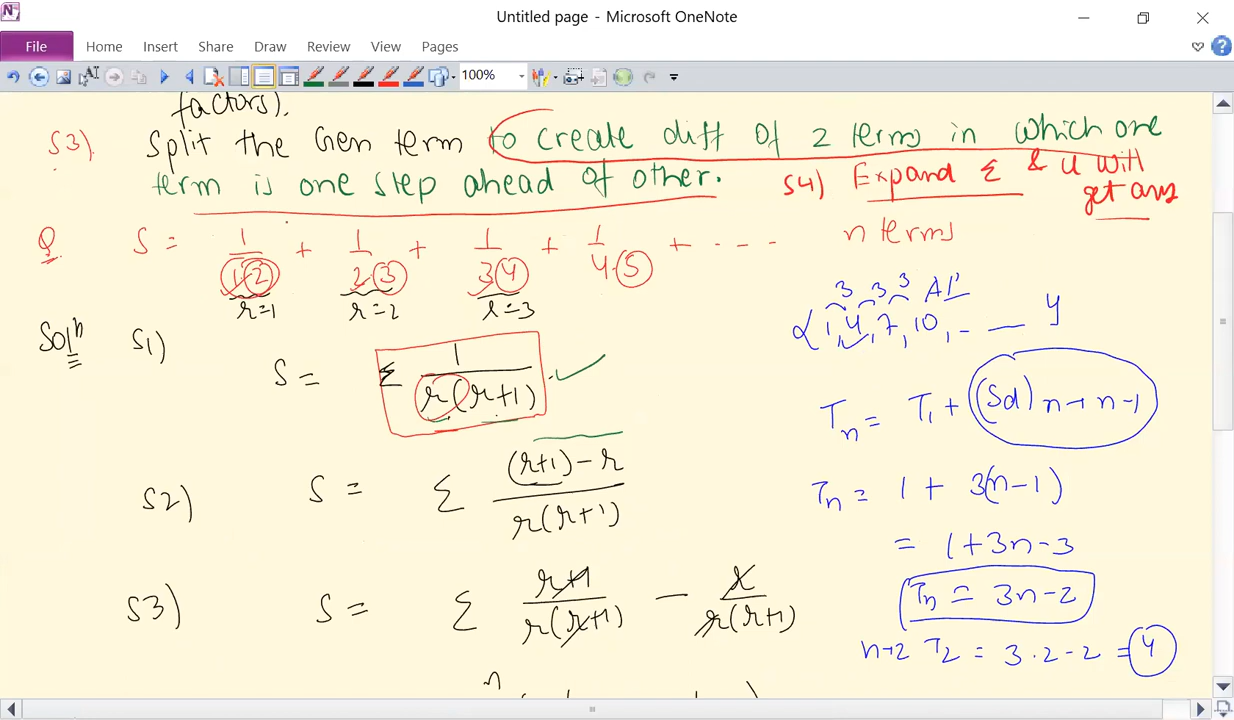 Untitled page - Microsoft OneNote
File Home Insert Share Draw Review View Pages
100%
factors).
S3). Split the Gen term to create diff of 2 terms in which one
term is one step ahead of other. S4) Expand Σ & U will
get ans
Q. S = 1/(1·2) + 1/(2·3) + 1/(3·4) + 1/(4·5) + - - - n terms
r=1 r=2 r=3
Solⁿ S1) S = Σ 1/(r(r+1))
S2) S = Σ ((r+1) - r)/(r(r+1))
S3) S = Σ (r+1)/(r(r+1)) - r/(r(r+1))
n
3 3 3 AP
1, 4, 7, 10, - - -
Tn = T1 + (Sd) n→n-1
Tn = 1 + 3(n-1)
= 1 + 3n - 3
Tn = 3n - 2
n→2 T2 = 3·2 - 2 = 4